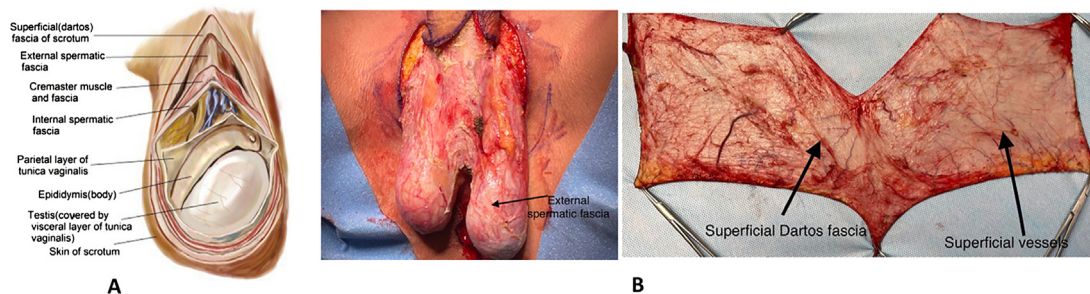 Superficial(dartos)
fascia of scrotum
External spermatic
fascia
Cremaster muscle
and fascia
Internal spermatic
fascia
Parietal layer of
tunica vaginalis
Epididymis(body)
Testis(covered by
visceral layer of tunica
vaginalis)
Skin of scrotum
A
External
spermatic fascia
Superficial Dartos fascia
Superficial vessels
B